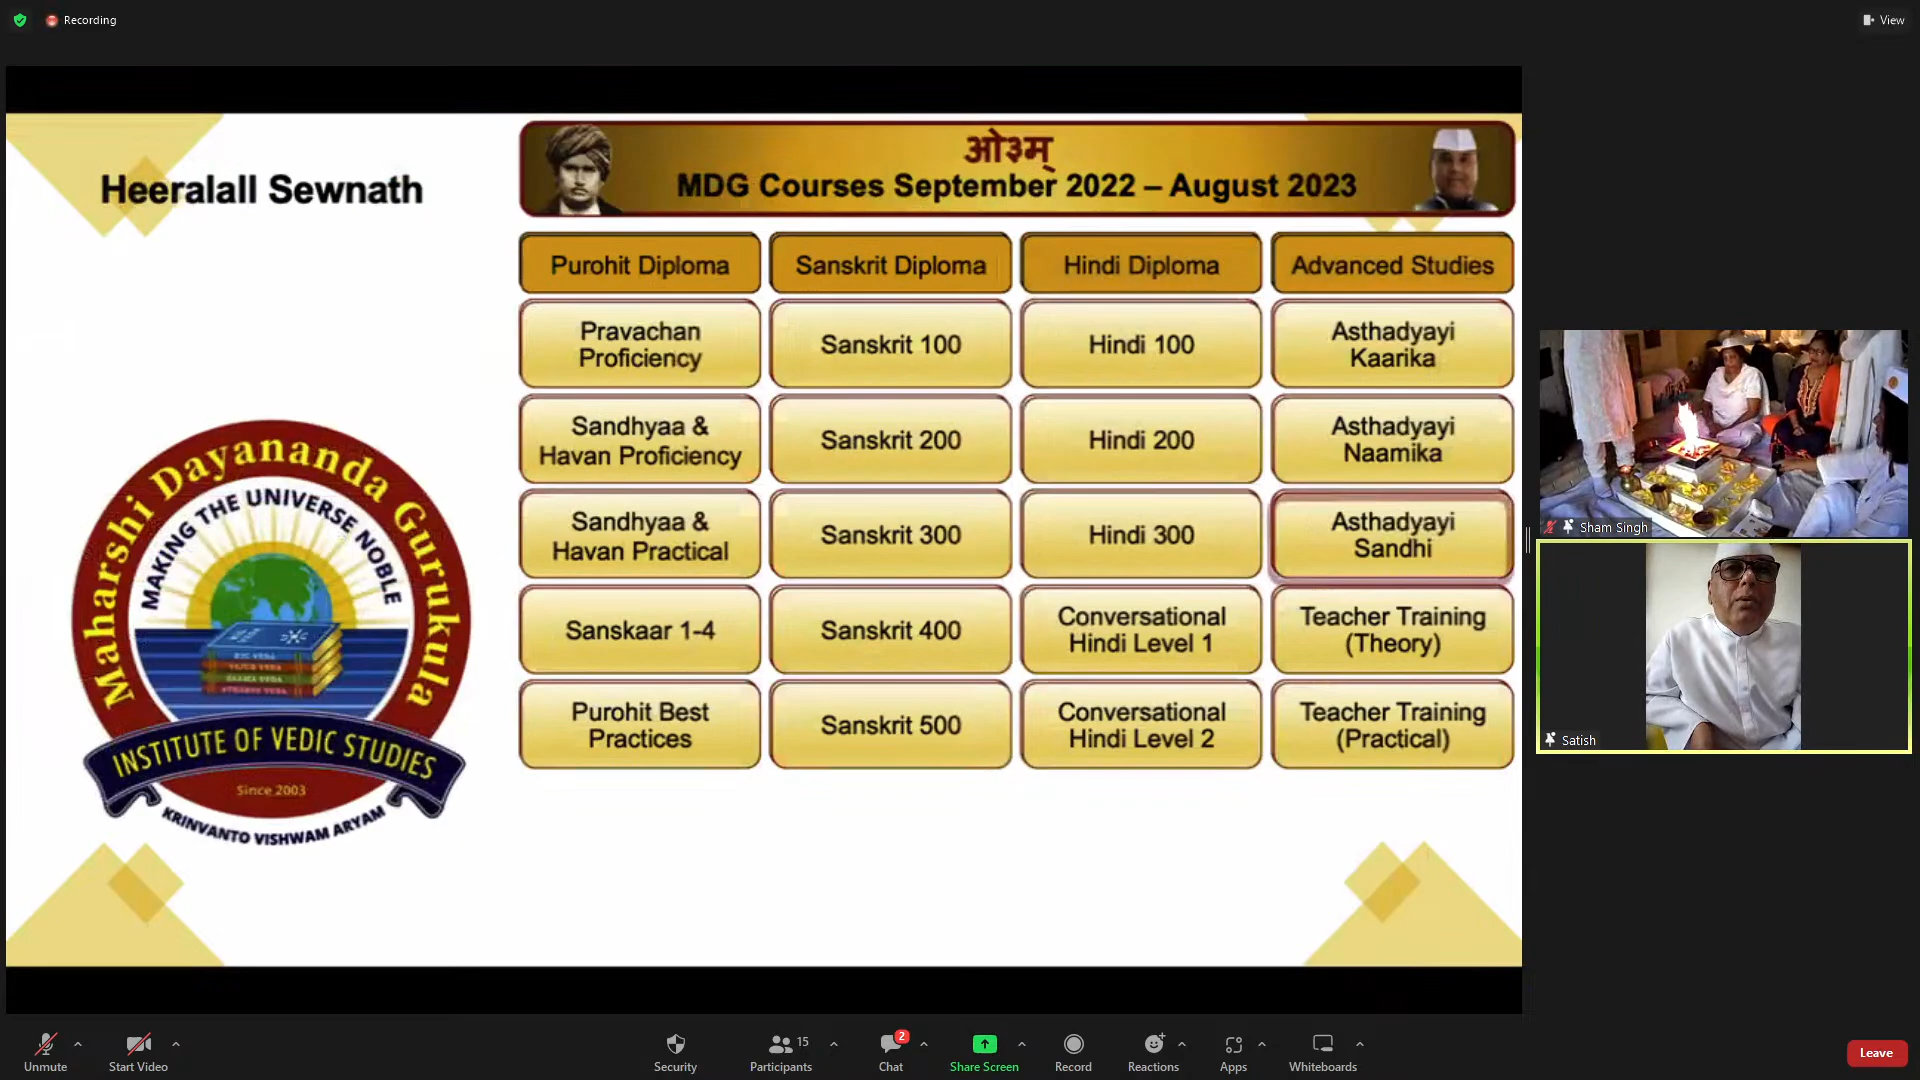 Recording
View
Heeralall Sewnath
ओ३म्
MDG Courses September 2022 – August 2023
Purohit Diploma
Sanskrit Diploma
Hindi Diploma
Advanced Studies
Pravachan
Proficiency
Sanskrit 100
Hindi 100
Asthadyayi
Kaarika
Sandhyaa &
Havan Proficiency
Sanskrit 200
Hindi 200
Asthadyayi
Naamika
Sandhyaa &
Havan Practical
Sanskrit 300
Hindi 300
Asthadyayi
Sandhi
Sanskaar 1-4
Sanskrit 400
Conversational
Hindi Level 1
Teacher Training
(Theory)
Purohit Best
Practices
Sanskrit 500
Conversational
Hindi Level 2
Teacher Training
(Practical)
Maharshi Dayananda Gurukula
MAKING THE UNIVERSE NOBLE
INSTITUTE OF VEDIC STUDIES
Since 2003
KRINVANTO VISHWAM ARYAM
Sham Singh
Satish
Unmute
Start Video
Security
Participants
15
Chat
2
Share Screen
Record
Reactions
Apps
Whiteboards
Leave